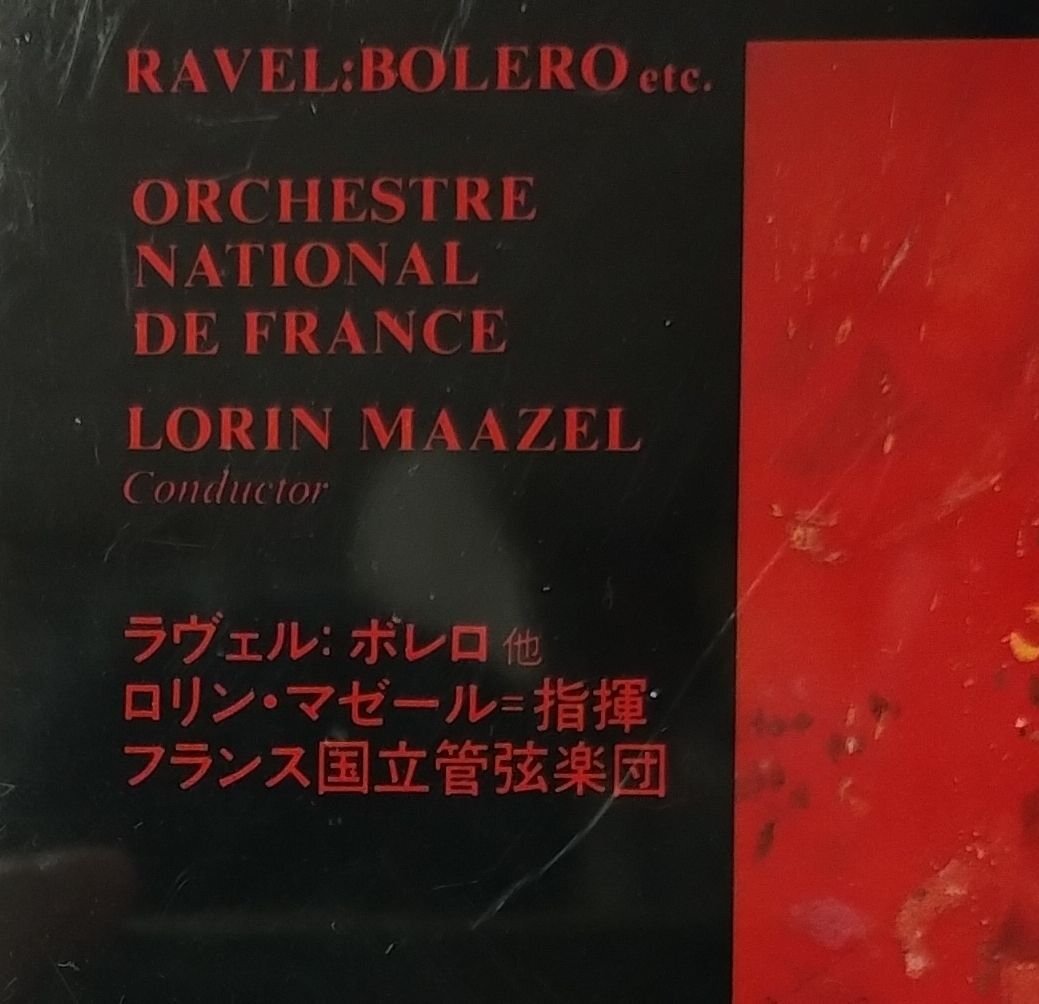 RAVEL:BOLERO etc.
ORCHESTRE
NATIONAL
DE FRANCE
LORIN MAAZEL
Conductor
ラヴェル: ボレロ 他
ロリン・マゼール=指揮
フランス国立管弦楽団